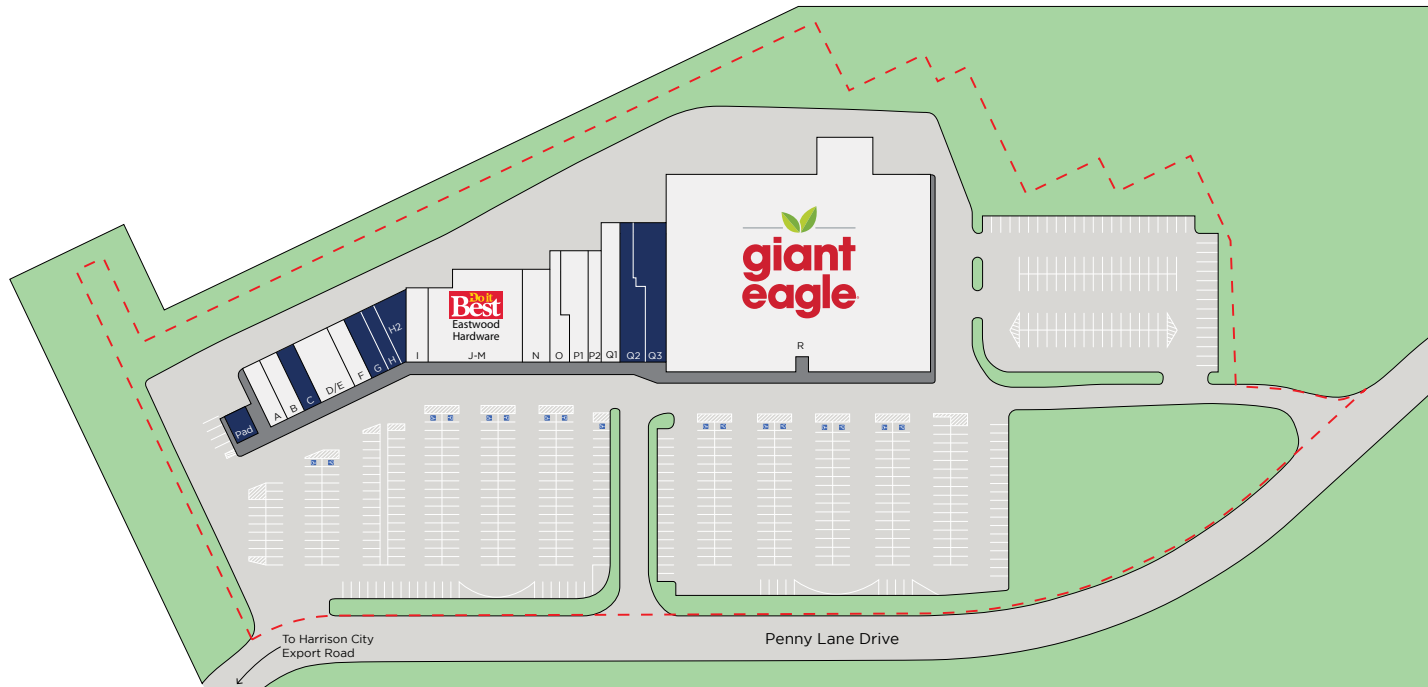 giant
eagle
R
Do it
Best
Eastwood
Hardware
J-M
I
N
O
P1
P2
Q1
Q2
Q3
H2
H
G
F
D/E
C
B
A
Pad
To Harrison City
Export Road
Penny Lane Drive